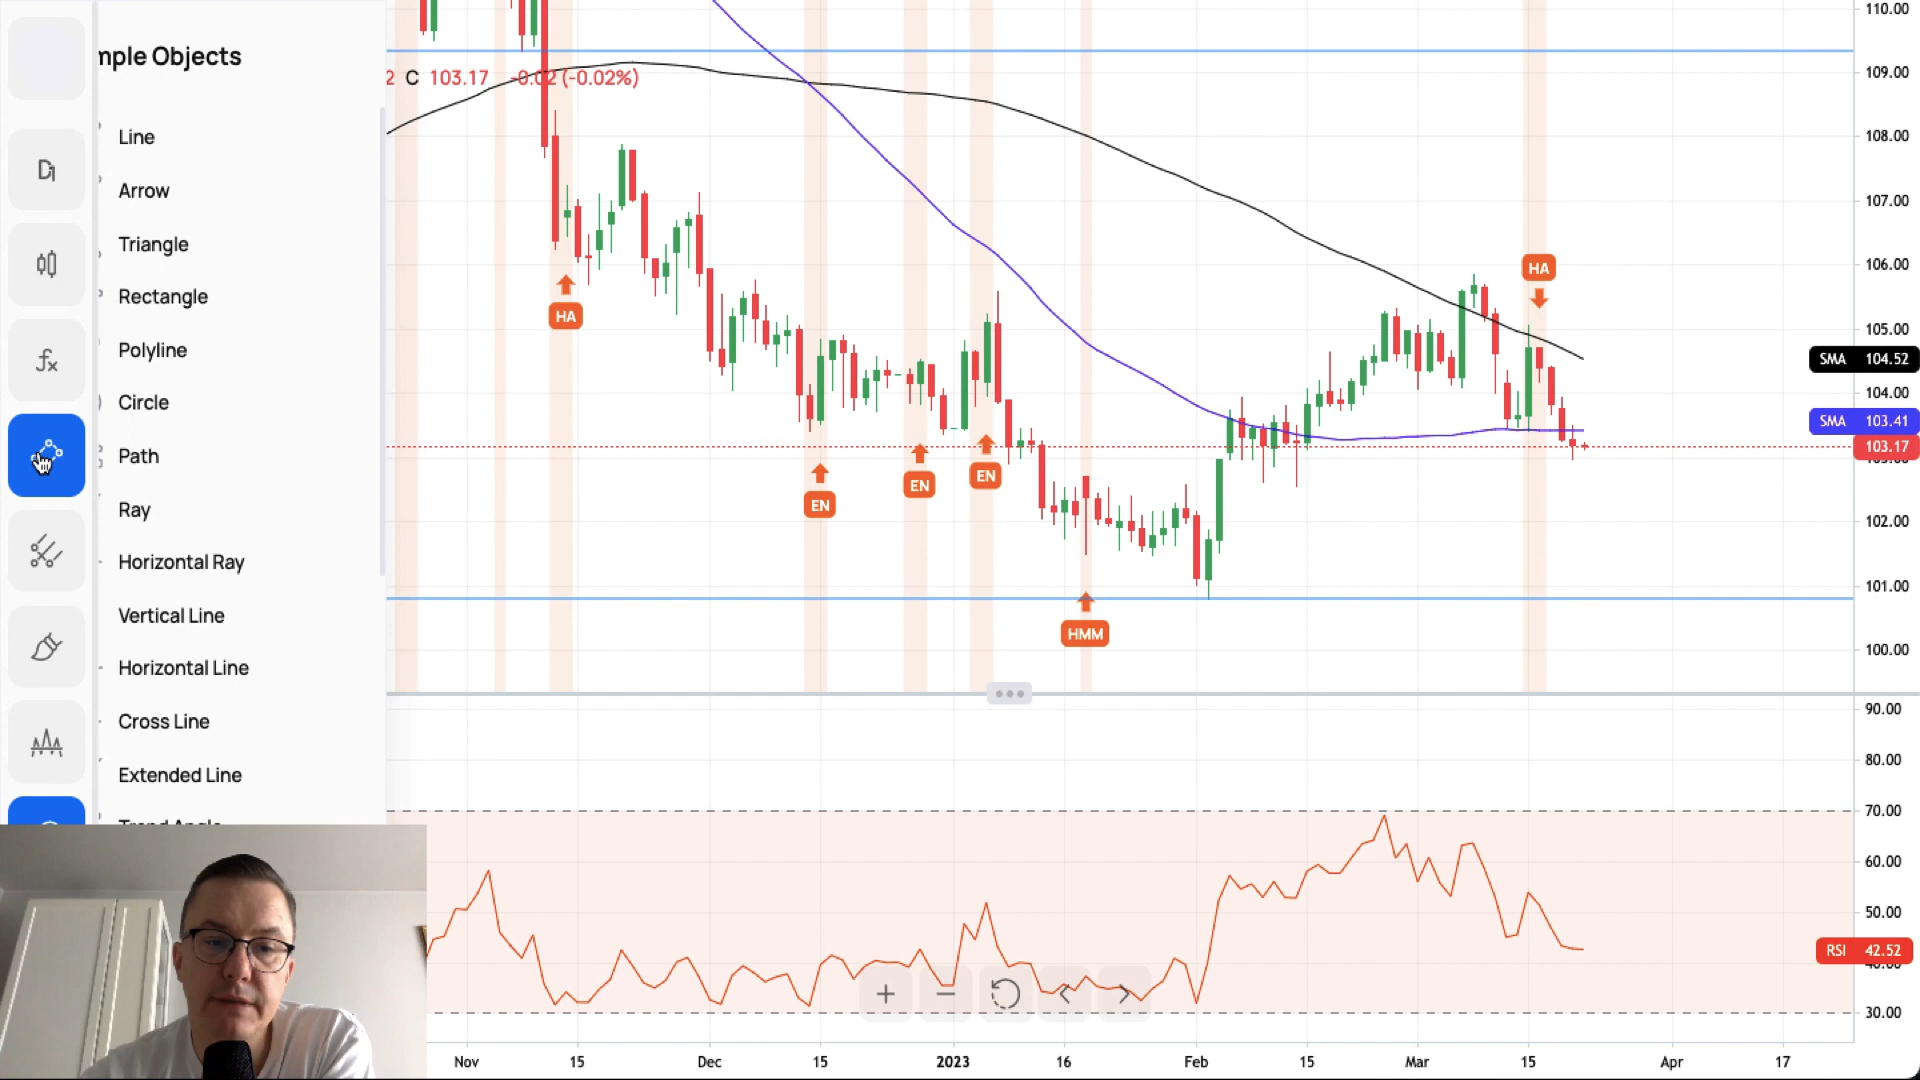 mple Objects
Line
Arrow
Triangle
Rectangle
Polyline
Circle
Path
Ray
Horizontal Ray
Vertical Line
Horizontal Line
Cross Line
Extended Line
D1
fx
2 C 103.17 -0.02 (-0.02%)
HA
EN
EN
EN
HMM
HA
110.00
109.00
108.00
107.00
106.00
105.00
SMA 104.52
104.00
SMA 103.41
103.17
102.00
101.00
100.00
90.00
80.00
70.00
60.00
50.00
RSI 42.52
30.00
Nov 15 Dec 15 2023 16 Feb 15 Mar 15 Apr 17